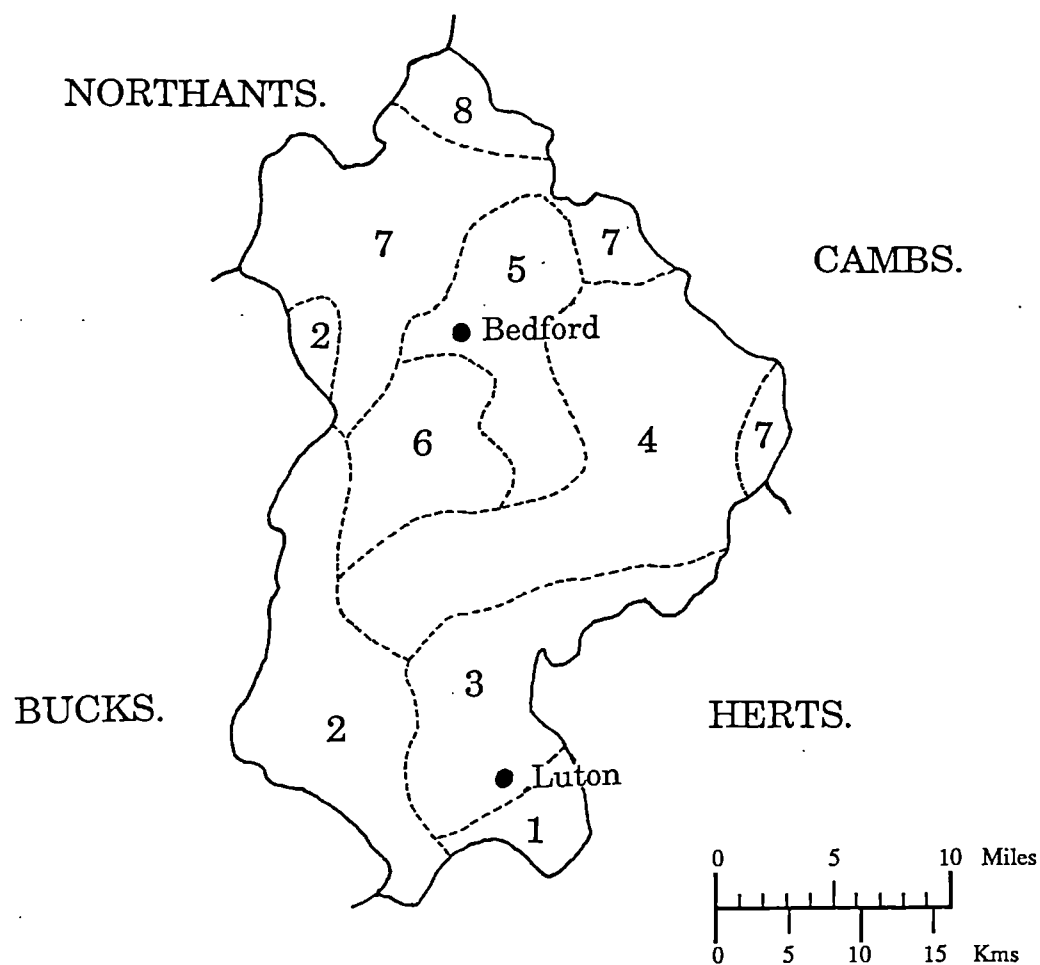 NORTHANTS.
8
7
7
5
CAMBS.
2
Bedford
6
4
7
3
BUCKS.
2
HERTS.
Luton
1
0 5 10 Miles
0 5 10 15 Kms